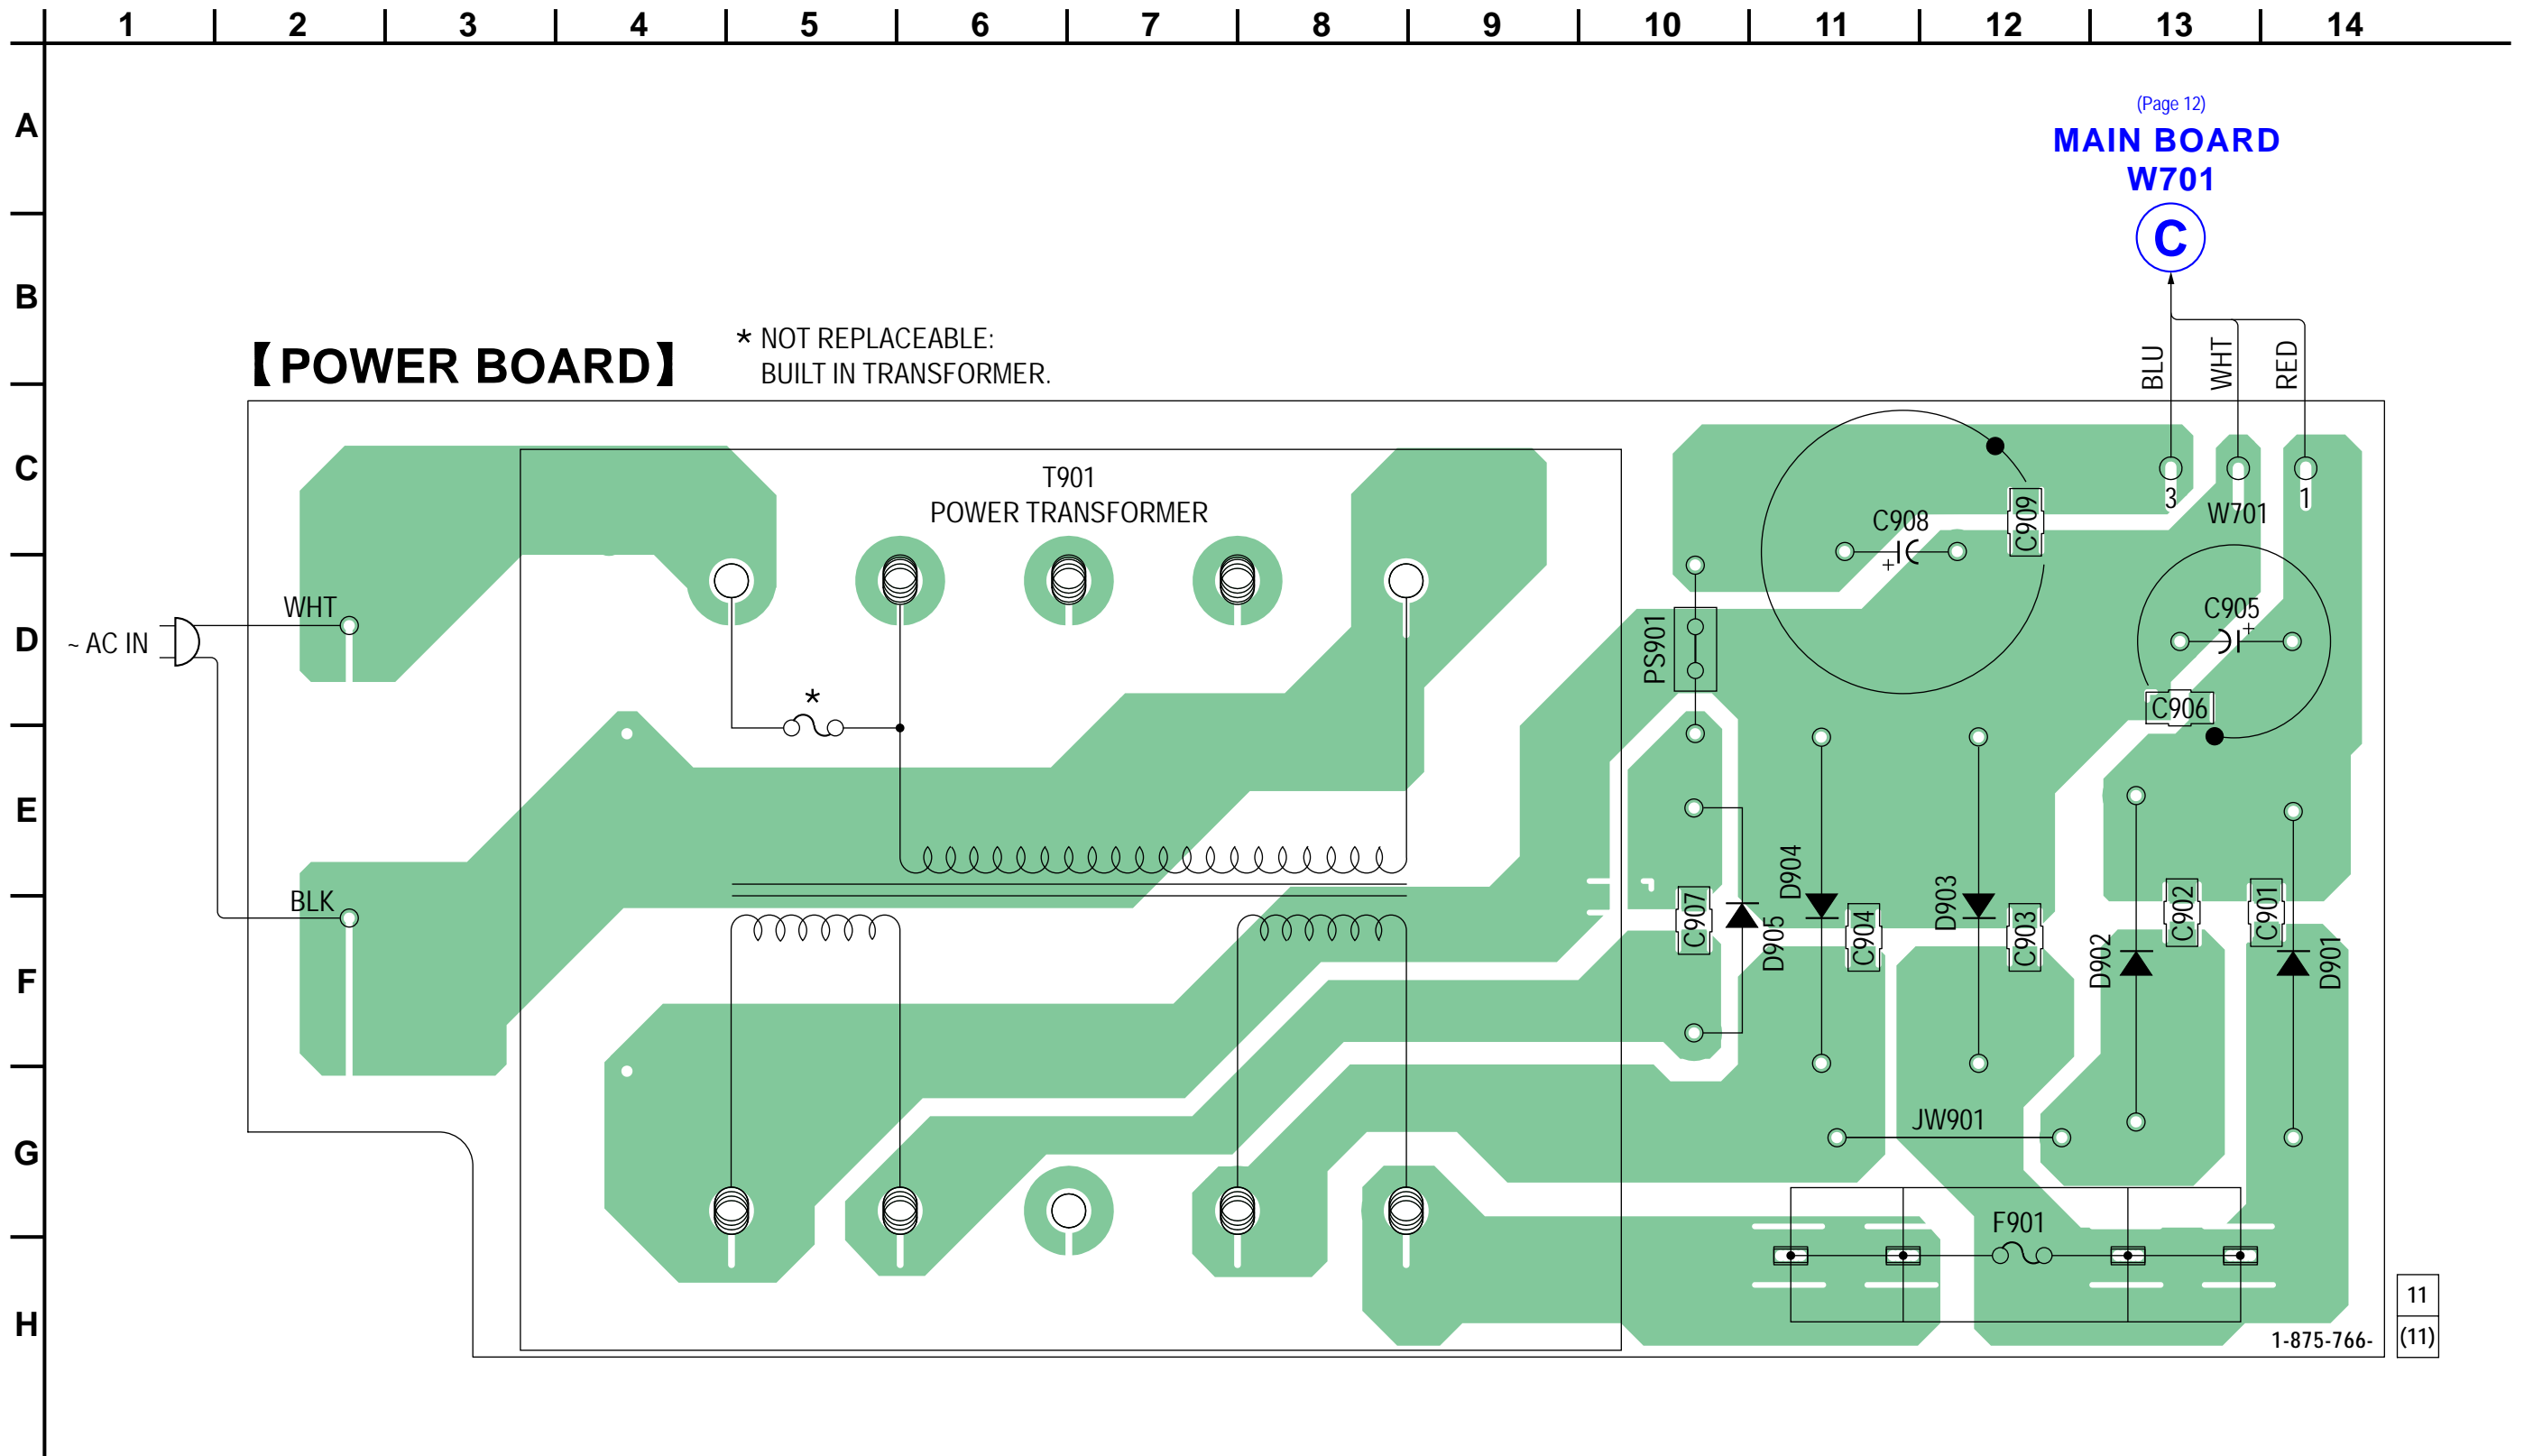 1 2 3 4 5 6 7 8 9 10 11 12 13 14
A
(Page 12)
MAIN BOARD
W701
C
B
【POWER BOARD】
* NOT REPLACEABLE:
BUILT IN TRANSFORMER.
BLU
WHT
RED
C
T901
POWER TRANSFORMER
C908
+
C909
3
W701
1
D
~ AC IN
WHT
*
PS901
C905
+
C906
E
BLK
D904
D903
C907
D905
C904
C903
D902
C902
C901
D901
F
G
JW901
F901
H
1-875-766-
11
(11)